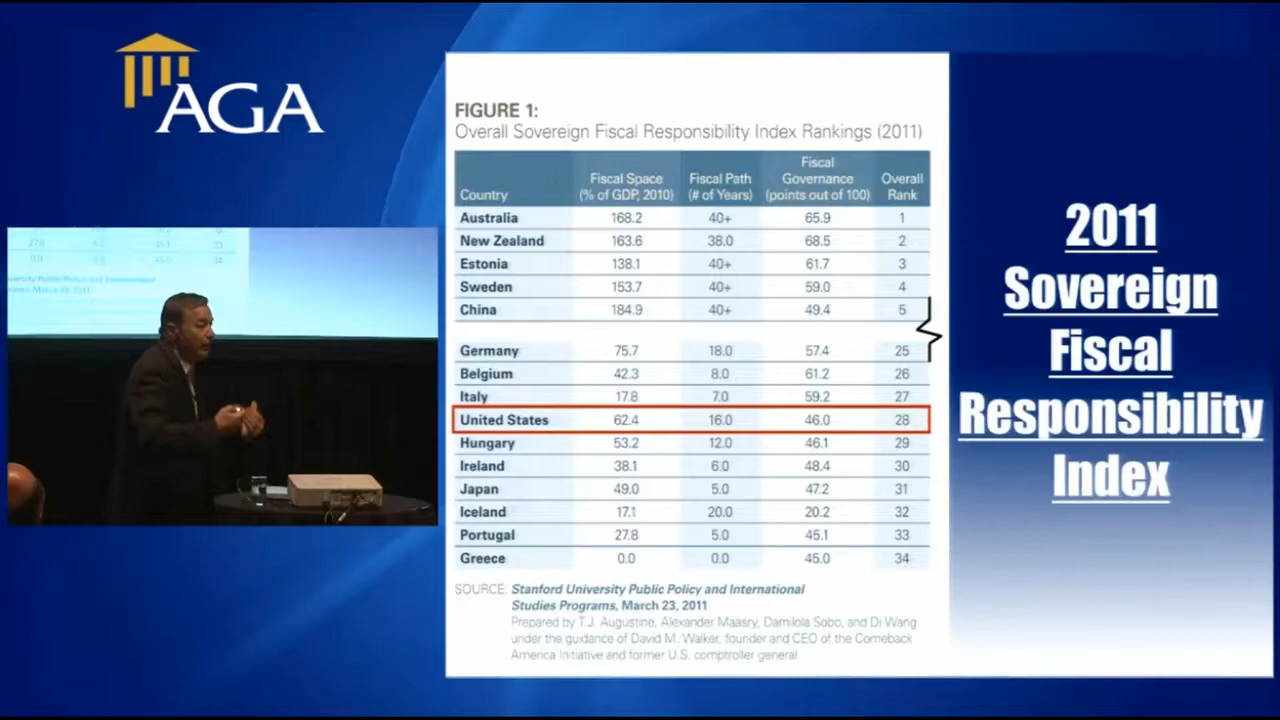 AGA
FIGURE 1:
Overall Sovereign Fiscal Responsibility Index Rankings (2011)
Country Fiscal Space (% of GDP, 2010) Fiscal Path (# of Years) Fiscal Governance (points out of 100) Overall Rank
Australia 168.2 40+ 65.9 1
New Zealand 163.6 38.0 68.5 2
Estonia 138.1 40+ 61.7 3
Sweden 153.7 40+ 59.0 4
China 184.9 40+ 49.4 5
Germany 75.7 18.0 57.4 25
Belgium 42.3 8.0 61.2 26
Italy 17.8 7.0 59.2 27
United States 62.4 16.0 46.0 28
Hungary 53.2 12.0 46.1 29
Ireland 38.1 6.0 48.4 30
Japan 49.0 5.0 47.2 31
Iceland 17.1 20.0 20.2 32
Portugal 27.8 5.0 45.1 33
Greece 0.0 0.0 45.0 34
SOURCE: Stanford University Public Policy and International
Studies Programs, March 23, 2011
Prepared by T.J. Augustine, Alexander Maasry, Damilola Sobo, and Di Wang
under the guidance of David M. Walker, founder and CEO of the Comeback
America Initiative and former U.S. comptroller general
2011
Sovereign
Fiscal
Responsibility
Index